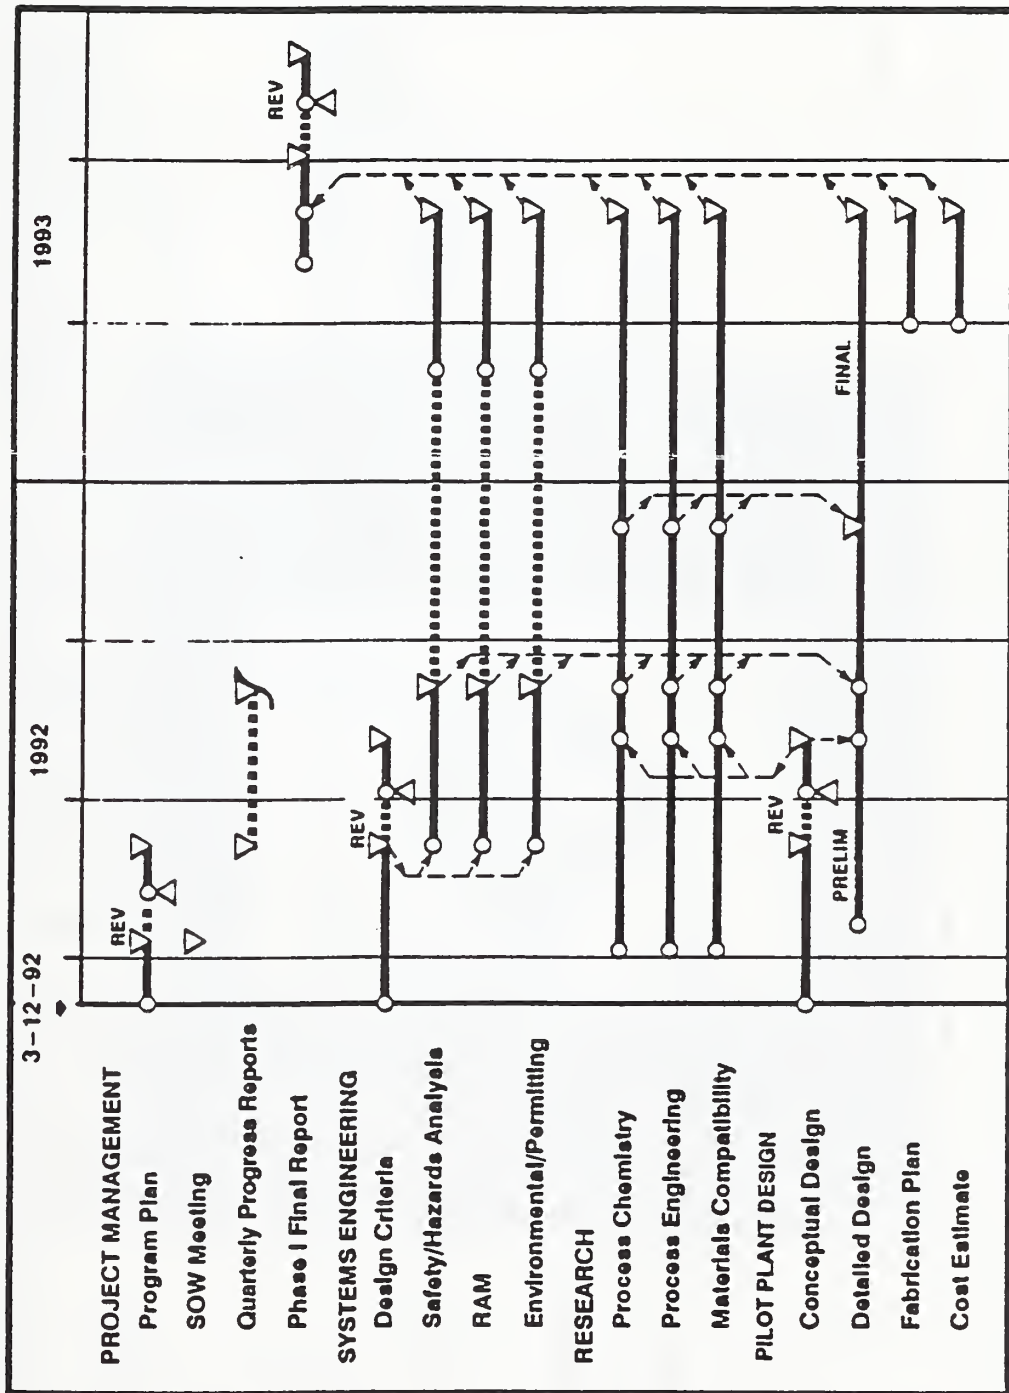 3-12-92
1992
1993
PROJECT MANAGEMENT
Program Plan
REV
SOW Meeting
Quarterly Progress Reports
Phase I Final Report
REV
SYSTEMS ENGINEERING
Design Criteria
REV
Safety/Hazards Analysis
RAM
Environmental/Permitting
RESEARCH
Process Chemistry
Process Engineering
Materials Compatibility
PILOT PLANT DESIGN
Conceptual Design
REV
Detailed Design
PRELIM
FINAL
Fabrication Plan
Cost Estimate